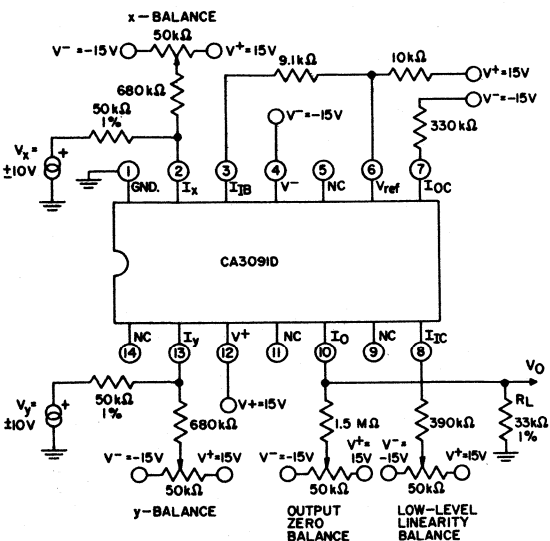 x-BALANCE
50kΩ
V⁻ =-15V
V⁺=15V
680kΩ
50kΩ
1%
Vx=
±10V
+
9.1kΩ
10kΩ
V⁺=15V
V⁻=-15V
V⁻=-15V
330kΩ
1
2
3
4
5
6
7
GND.
Ix
IIB
V⁻
NC
Vref
IOC
CA3091D
NC
Iy
V+
NC
IO
NC
IIC
14
13
12
11
10
9
8
VO
50kΩ
1%
Vy=
±10V
+
680kΩ
V+=15V
1.5 MΩ
390kΩ
RL
33kΩ
1%
V⁻=-15V
V⁺=15V
V⁻=-15V
V⁺=
15V
V⁻=
-15V
V⁺=15V
50kΩ
50kΩ
50kΩ
y-BALANCE
OUTPUT
ZERO
BALANCE
LOW-LEVEL
LINEARITY
BALANCE